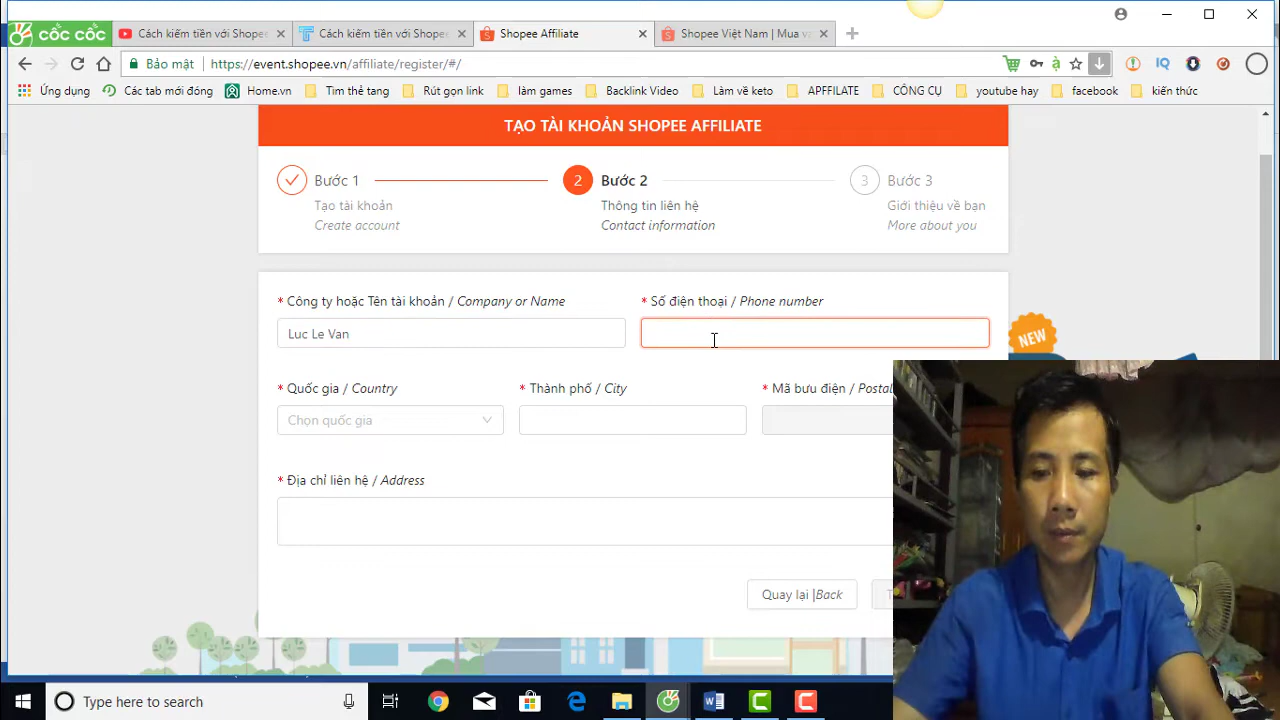 cốc cốc
Cách kiếm tiền với Shopee
Cách kiếm tiền với Shope
Shopee Affiliate
Shopee Việt Nam | Mua và
Bảo mật
https://event.shopee.vn/affiliate/register/#/
Ứng dụng
Các tab mới đóng
Home.vn
Tim thẻ tang
Rút gọn link
làm games
Backlink Video
Làm về keto
APFFILATE
CÔNG CỤ
youtube hay
facebook
kiến thức
TẠO TÀI KHOẢN SHOPEE AFFILIATE
Bước 1
2 Bước 2
3 Bước 3
Tạo tài khoản
Thông tin liên hệ
Giới thiệu về bạn
Create account
Contact information
More about you
* Công ty hoặc Tên tài khoản / Company or Name
* Số điện thoại / Phone number
Luc Le Van
NEW
* Quốc gia / Country
* Thành phố / City
* Mã bưu điện / Postal
Chọn quốc gia
* Địa chỉ liên hệ / Address
Quay lại |Back
T
Type here to search